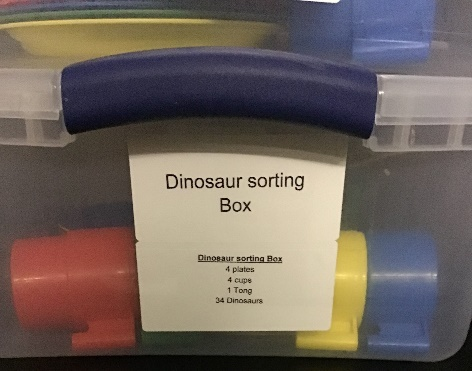 Dinosaur sorting
Box
Dinosaur sorting Box
4 plates
4 cups
1 Tong
34 Dinosaurs